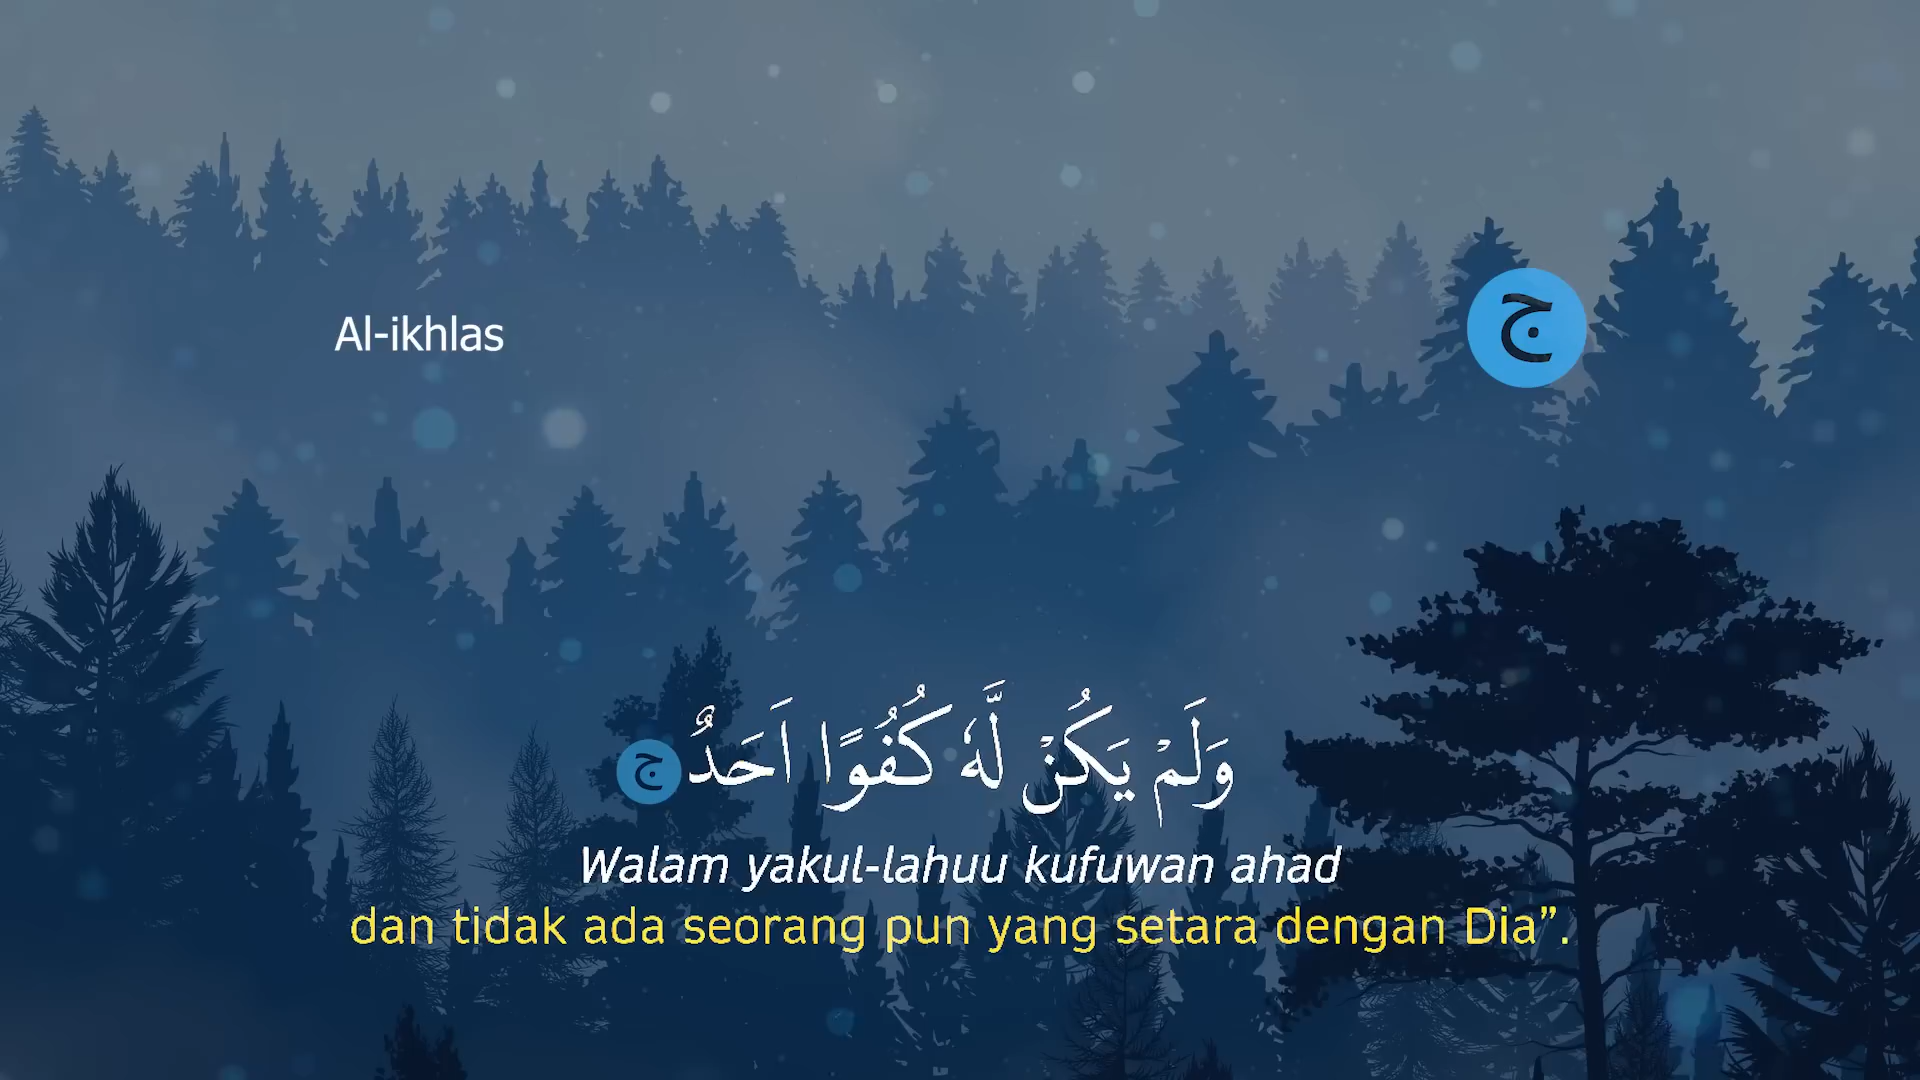 Al-ikhlas
ج
وَلَمْ يَكُنْ لَّهٗ كُفُوًا اَحَدٌ ج
Walam yakul-lahuu kufuwan ahad
dan tidak ada seorang pun yang setara dengan Dia”.